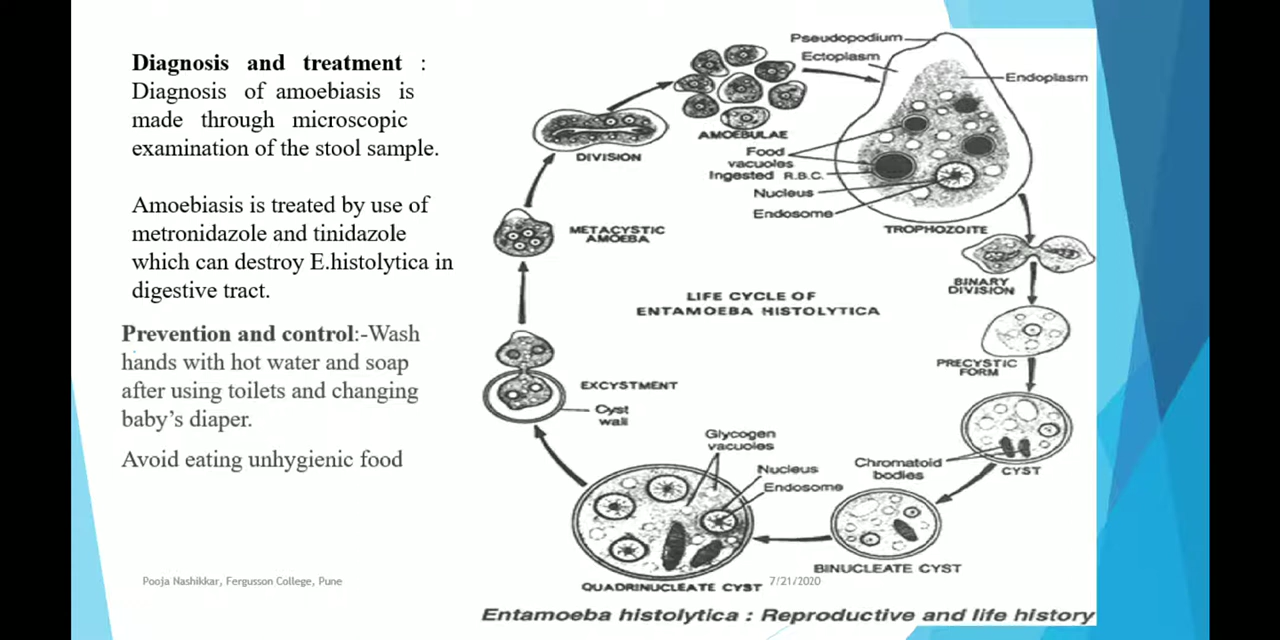 Diagnosis and treatment :
Diagnosis of amoebiasis is
made through microscopic
examination of the stool sample.
Amoebiasis is treated by use of
metronidazole and tinidazole
which can destroy E.histolytica in
digestive tract.
Prevention and control:-Wash
hands with hot water and soap
after using toilets and changing
baby's diaper.
Avoid eating unhygienic food
Pooja Nashikkar, Fergusson College, Pune
7/21/2020
Pseudopodium
Ectoplasm
Endoplasm
AMOEBULAE
Food
vacuoles
Ingested R.B.C.
Nucleus
Endosome
TROPHOZOITE
DIVISION
METACYSTIC
AMOEBA
BINARY
DIVISION
LIFE CYCLE OF
ENTAMOEBA HISTOLYTICA
PRECYSTIC
FORM
EXCYSTMENT
Cyst
wall
Glycogen
vacuoles
Nucleus
Endosome
Chromatoid
bodies
CYST
BINUCLEATE CYST
QUADRINUCLEATE CYST
Entamoeba histolytica : Reproductive and life history